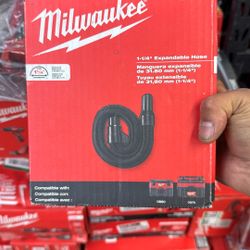 Milwaukee
1-1/4" Expandable Hose
Manguera expansible
de 31,80 mm (1-1/4")
Tuyau extensible
de 31,80 mm (1-1/4")
Compatible with :
Compatible con :
Compatible avec :
Milwaukee